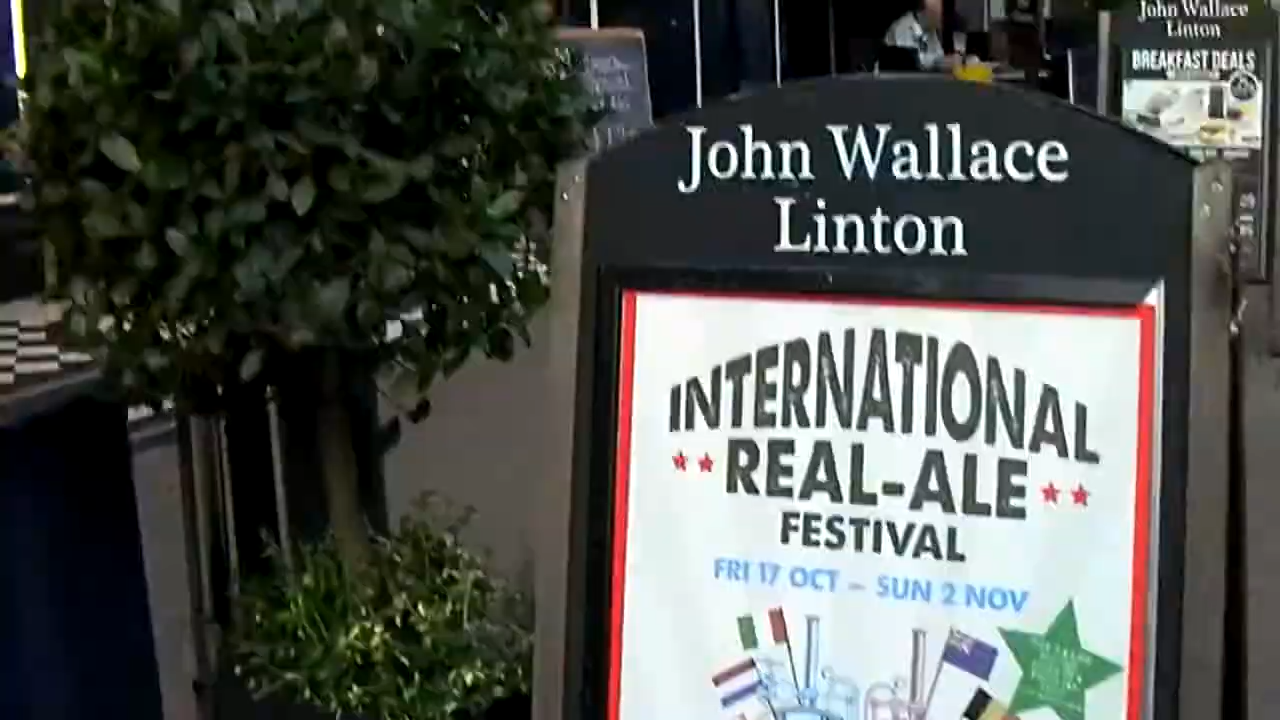 John Wallace
Linton
BREAKFAST DEALS
John Wallace
Linton
INTERNATIONAL
REAL-ALE
FESTIVAL
FRI 17 OCT – SUN 2 NOV